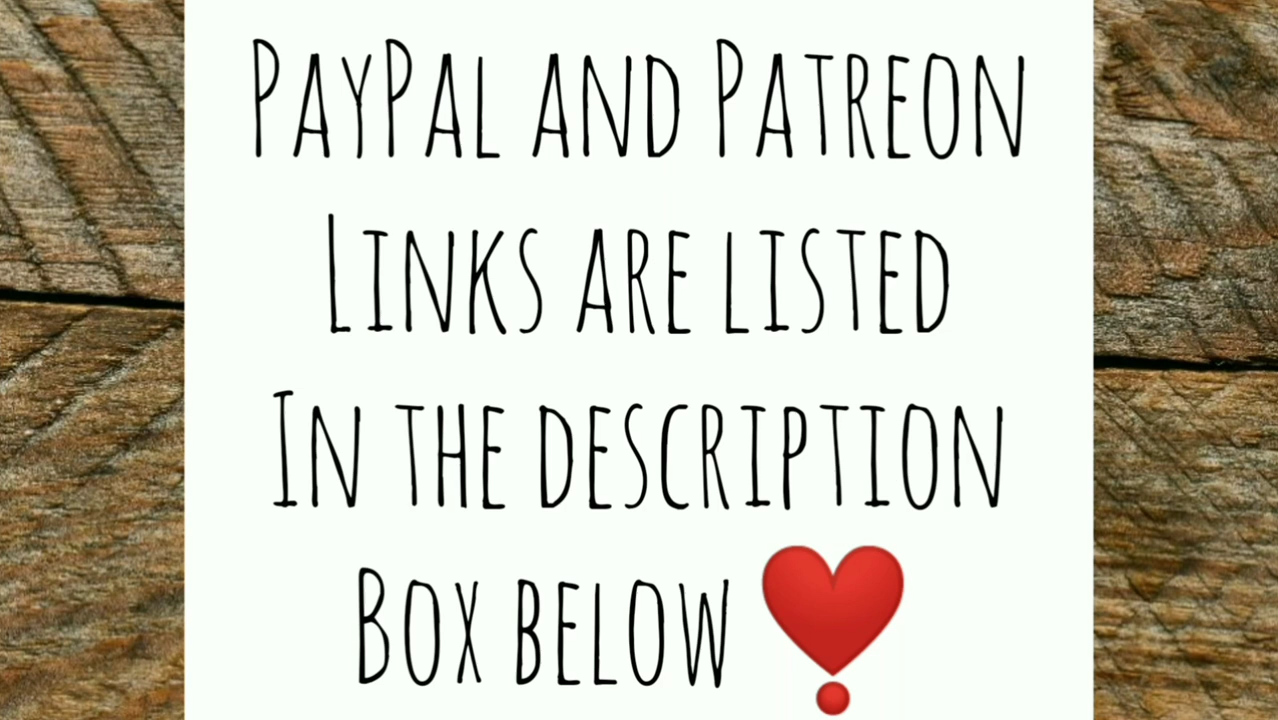 PayPal and Patreon
Links are listed
In the description
Box below ❣